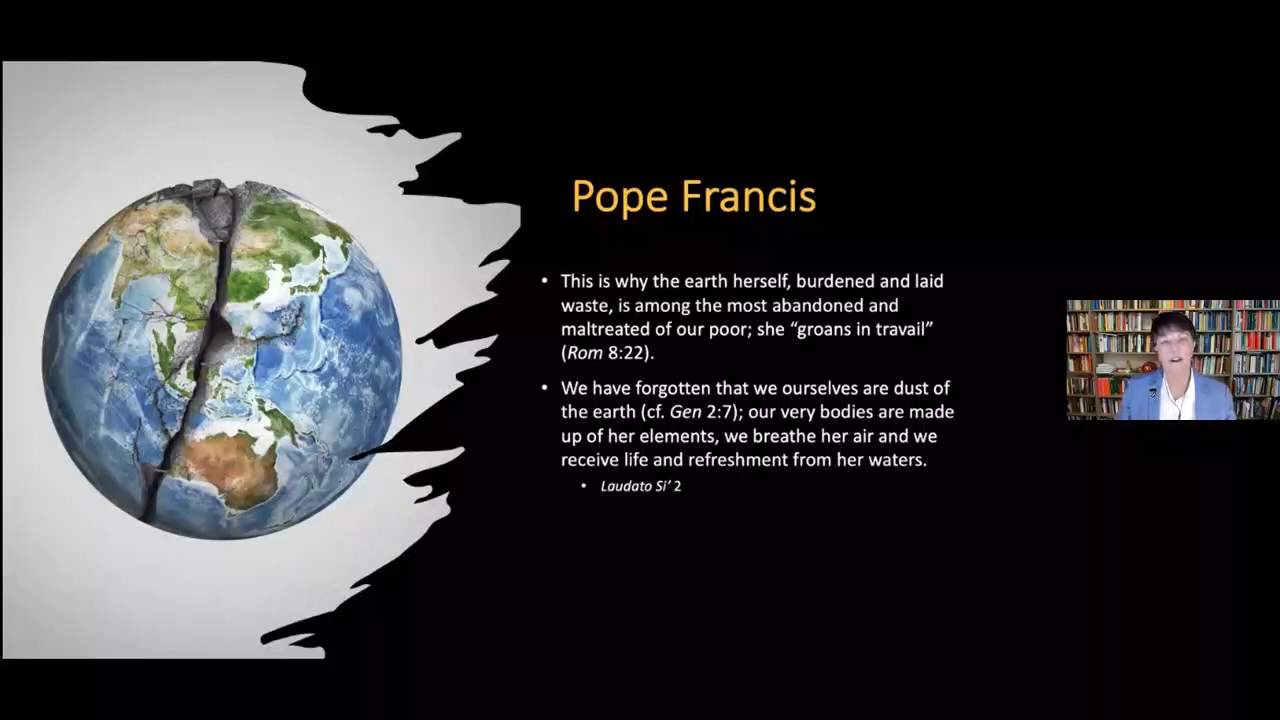 Pope Francis
• This is why the earth herself, burdened and laid
waste, is among the most abandoned and
maltreated of our poor; she “groans in travail”
(Rom 8:22).
• We have forgotten that we ourselves are dust of
the earth (cf. Gen 2:7); our very bodies are made
up of her elements, we breathe her air and we
receive life and refreshment from her waters.
• Laudato Si’ 2